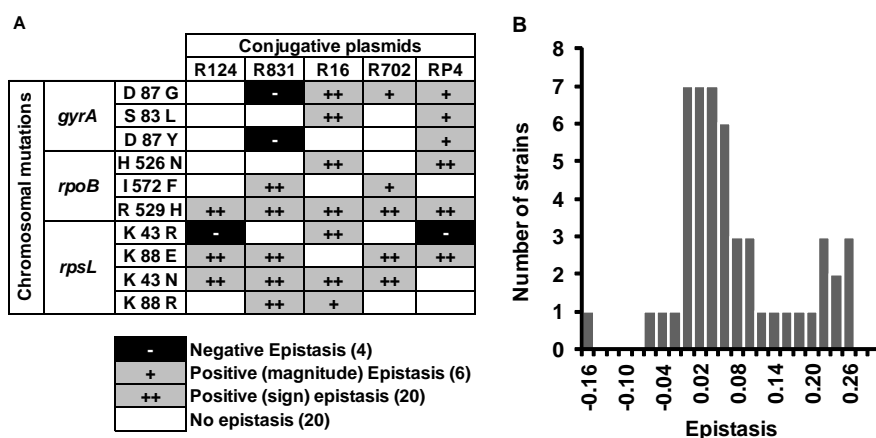 A
Conjugative plasmids
R124 R831 R16 R702 RP4
Chromosomal mutations
gyrA
D 87 G - ++ + +
S 83 L ++ +
D 87 Y - +
rpoB
H 526 N ++ ++
I 572 F ++ +
R 529 H ++ ++ ++ ++ ++
rpsL
K 43 R - ++ -
K 88 E ++ ++ ++ ++
K 43 N ++ ++ ++ ++
K 88 R ++ +
- Negative Epistasis (4)
+ Positive (magnitude) Epistasis (6)
++ Positive (sign) epistasis (20)
No epistasis (20)
B
Number of strains
8
7
6
5
4
3
2
1
0
-0.16 -0.10 -0.04 0.02 0.08 0.14 0.20 0.26
Epistasis